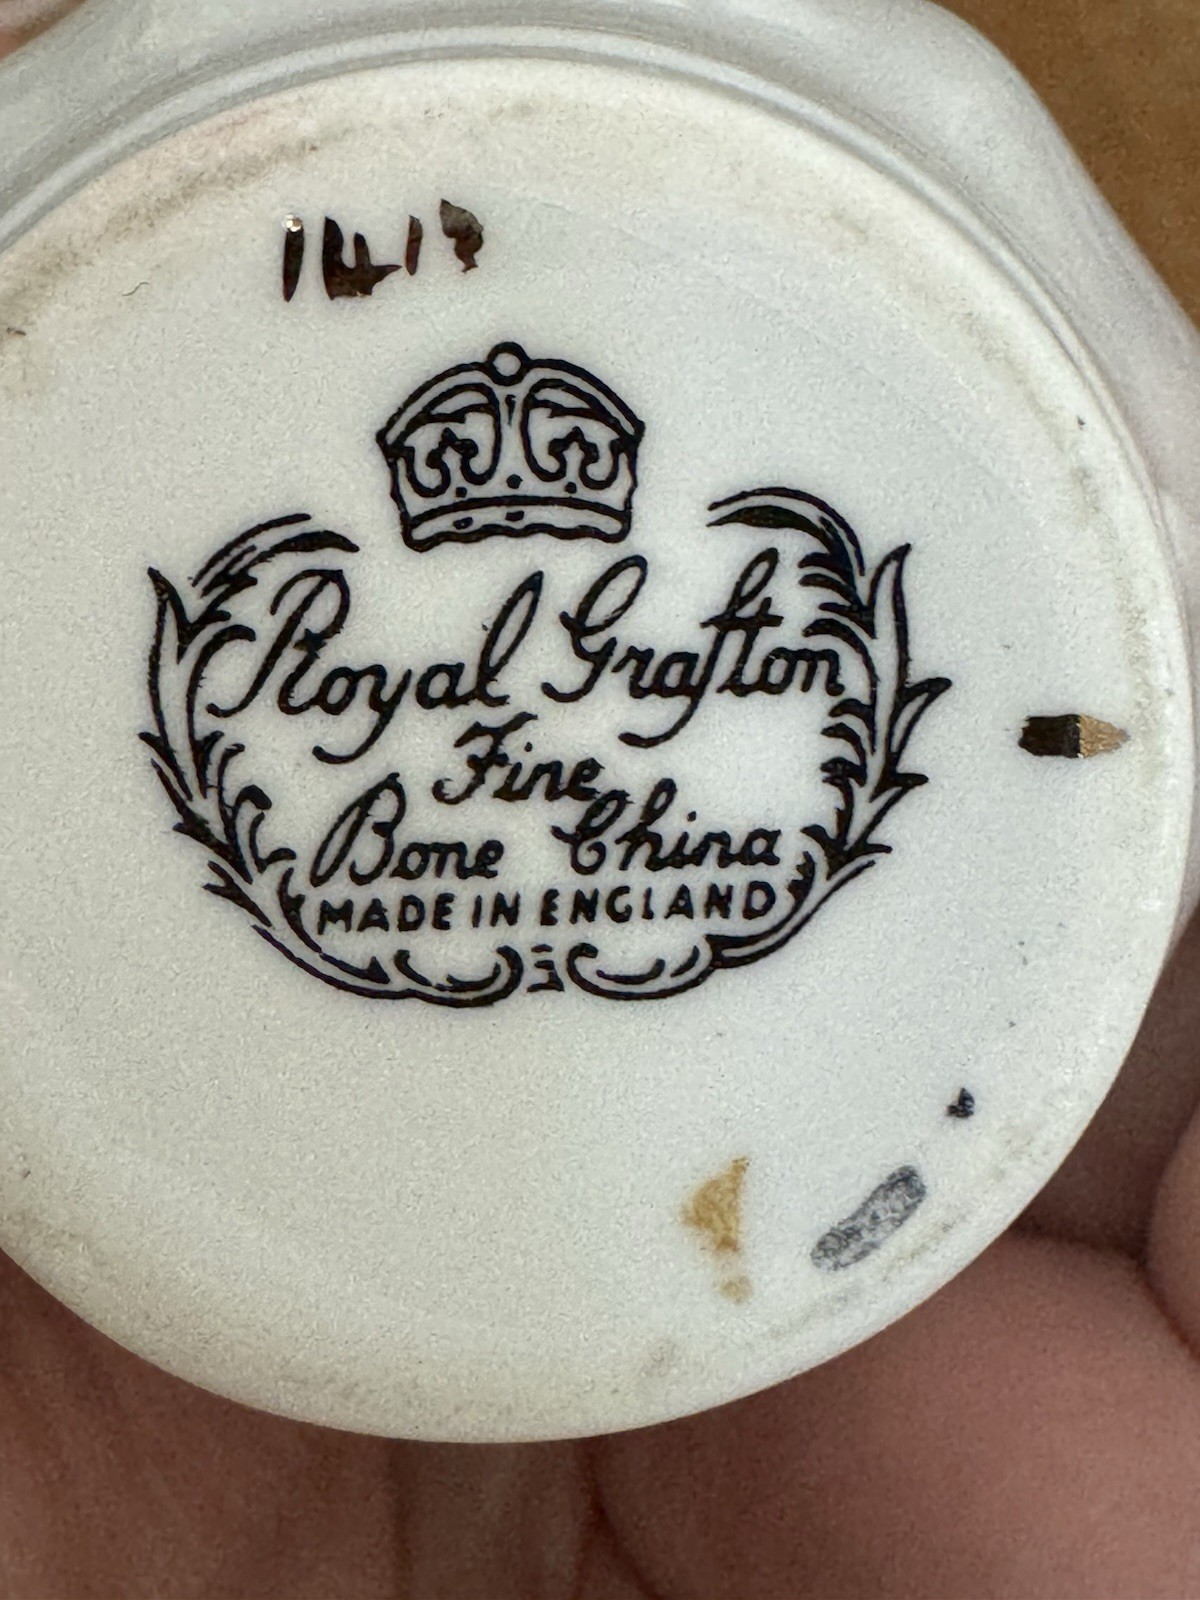 Royal Grafton
Fine
Bone China
MADE IN ENGLAND